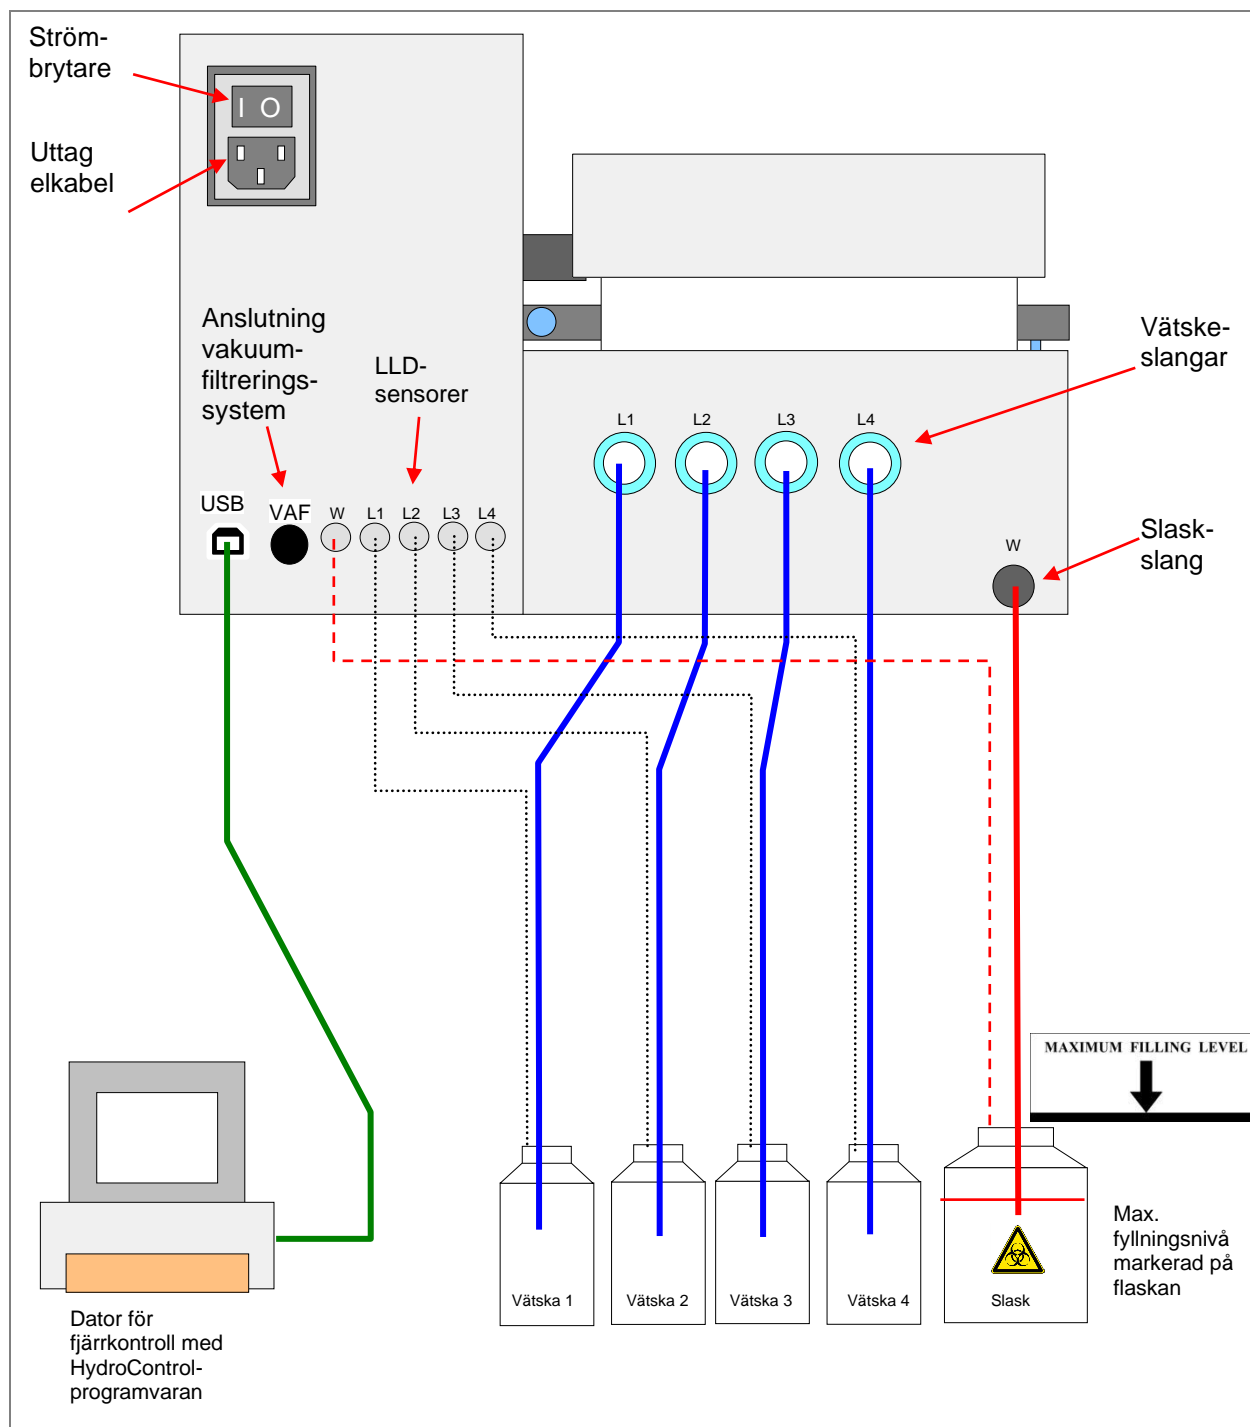 Ström-
brytare
I O
Uttag
elkabel
Anslutning
vakuum-
filtrerings-
system
LLD-
sensorer
Vätske-
slangar
L1
L2
L3
L4
USB
VAF
W
L1
L2
L3
L4
W
Slask-
slang
MAXIMUM FILLING LEVEL
Max.
fyllningsnivå
markerad på
flaskan
Vätska 1
Vätska 2
Vätska 3
Vätska 4
Slask
Dator för
fjärrkontroll med
HydroControl-
programvaran